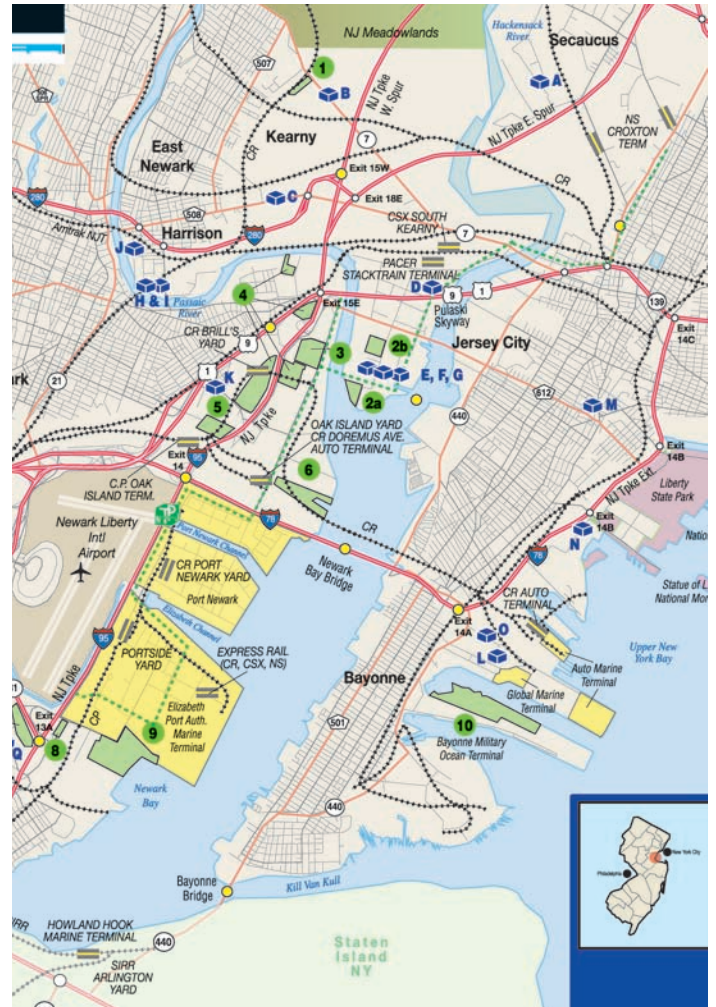 NJ Meadowlands
Hackensack
River
Secaucus
507
1
B
NJ Tpke
W. Spur
A
Kearny
East
Newark
7
NJ Tpke E. Spur
NS
CROXTON
TERM
CR
Exit 15W
CR
280
C
Exit 18E
508
Harrison
280
CSX SOUTH
KEARNY
7
Amtrak NJT
J
PACER
STACKTRAIN TERMINAL
H & I
Passaic
River
4
D
9
1
Exit 15E
Pulaski
Skyway
139
Exit
14C
CR BRILL'S
YARD
9
1
3
2b
Jersey City
rk
21
K
E, F, G
2a
612
M
5
NJ Tpke
440
OAK ISLAND YARD
CR DOREMUS AVE.
AUTO TERMINAL
Exit
14
95
6
Exit
14B
C.P. OAK
ISLAND TERM.
NJ Tpke Ext.
Liberty
State Park
Newark Liberty
Intl
Airport
78
CR
Exit
14B
Port Newark Channel
N
Natio
CR PORT
NEWARK YARD
Newark
Bay Bridge
78
Port Newark
CR AUTO
TERMINAL
Statue of L
National Mon
Elizabeth Channel
Exit
14A
95
O
PORTSIDE
YARD
EXPRESS RAIL
(CR, CSX, NS)
Bayonne
L
Upper New
York Bay
NJ Tpke
Auto Marine
Terminal
Global Marine
Terminal
81
Exit
13A
CR
Elizabeth
Port Auth.
Marine
Terminal
501
Q
8
9
10
Bayonne Military
Ocean Terminal
Newark
Bay
440
New York City
Philadelphia
Bayonne
Bridge
Kill Van Kull
SIRR
HOWLAND HOOK
MARINE TERMINAL
440
SIRR
ARLINGTON
YARD
Staten
Island
NY